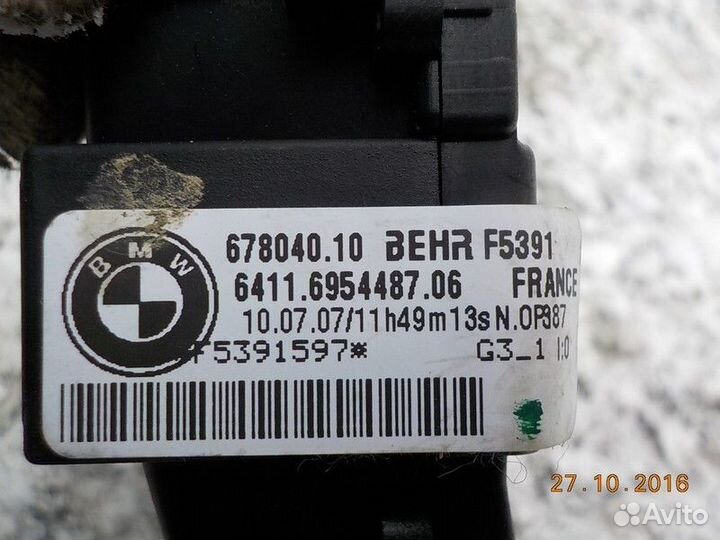 BMW
678040.10 BEHR F5391
6411.6954487.06 FRANCE
10.07.07/11h49m13s N.OP387
*F5391597* G3_1 I:0
27.10.2016
Avito